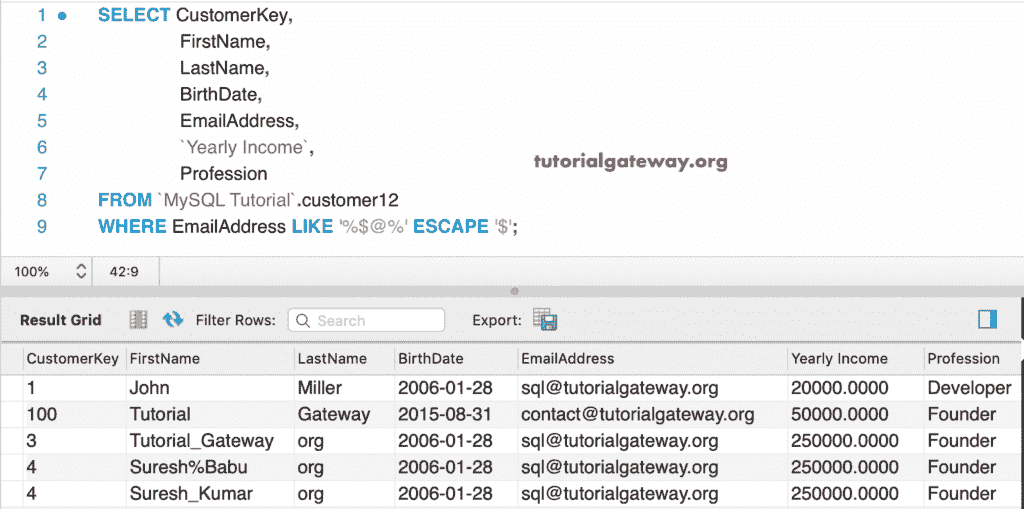 1 SELECT CustomerKey,
2 FirstName,
3 LastName,
4 BirthDate,
5 EmailAddress,
6 `Yearly Income`,
tutorialgateway.org
7 Profession
8 FROM `MySQL Tutorial`.customer12
9 WHERE EmailAddress LIKE '%$@%' ESCAPE '$';
100% 42:9
Result Grid Filter Rows: Search Export:
CustomerKey FirstName LastName BirthDate EmailAddress Yearly Income Profession
1 John Miller 2006-01-28 sql@tutorialgateway.org 20000.0000 Developer
100 Tutorial Gateway 2015-08-31 contact@tutorialgateway.org 50000.0000 Founder
3 Tutorial_Gateway org 2006-01-28 sql@tutorialgateway.org 250000.0000 Founder
4 Suresh%Babu org 2006-01-28 sql@tutorialgateway.org 250000.0000 Founder
4 Suresh_Kumar org 2006-01-28 sql@tutorialgateway.org 250000.0000 Founder